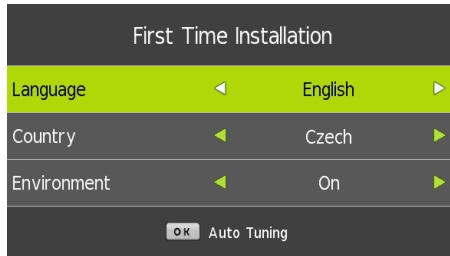 First Time Installation
Language English
Country Czech
Environment On
OK Auto Tuning